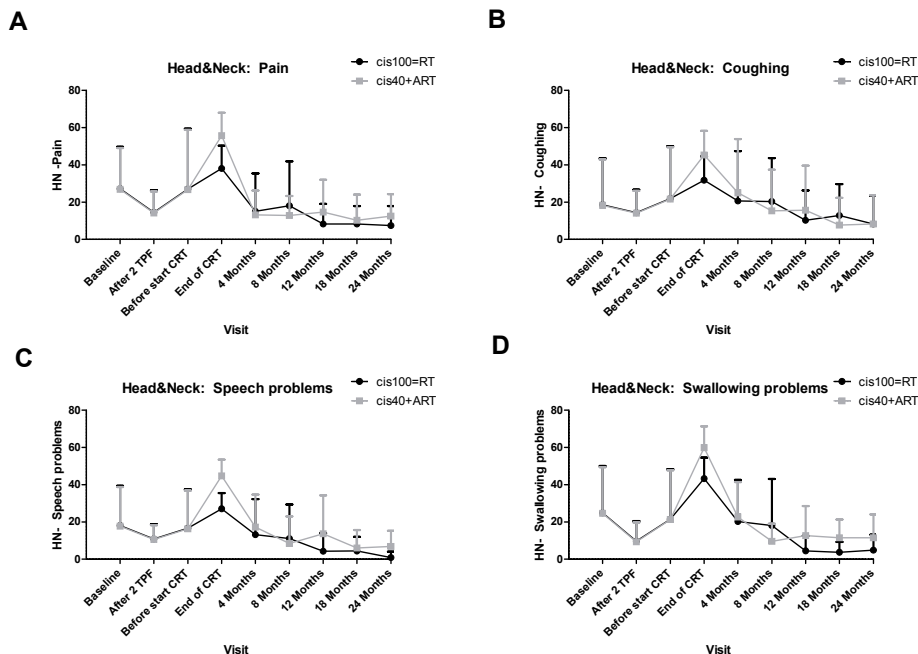 A
Head&Neck: Pain
cis100=RT
cis40+ART
HN -Pain
80
60
40
20
0
Baseline
After 2 TPF
Before start CRT
End of CRT
4 Months
8 Months
12 Months
18 Months
24 Months
Visit
B
Head&Neck: Coughing
cis100=RT
cis40+ART
HN- Coughing
80
60
40
20
0
Baseline
After 2 TPF
Before start CRT
End of CRT
4 Months
8 Months
12 Months
18 Months
24 Months
Visit
C
Head&Neck: Speech problems
cis100=RT
cis40+ART
HN- Speech problems
80
60
40
20
0
Baseline
After 2 TPF
Before start CRT
End of CRT
4 Months
8 Months
12 Months
18 Months
24 Months
Visit
D
Head&Neck: Swallowing problems
cis100=RT
cis40+ART
HN- Swallowing problems
80
60
40
20
0
Baseline
After 2 TPF
Before start CRT
End of CRT
4 Months
8 Months
12 Months
18 Months
24 Months
Visit